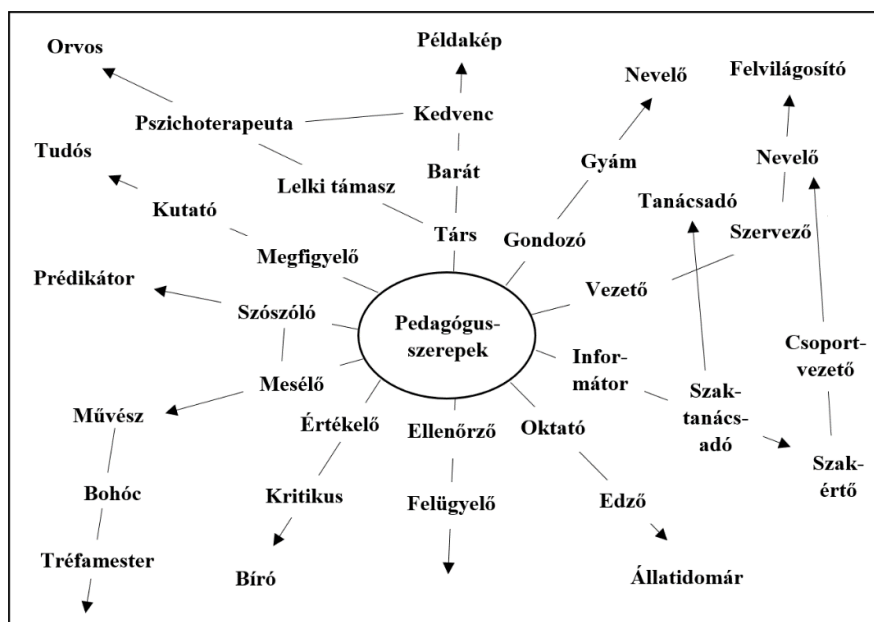 Orvos
Példakép
Nevelő
Felvilágosító
Pszichoterapeuta
Kedvenc
Tudós
Gyám
Nevelő
Lelki támasz
Barát
Tanácsadó
Kutató
Társ
Gondozó
Szervező
Megfigyelő
Prédikátor
Vezető
Szószóló
Pedagógus-
szerepek
Csoport-
vezető
Infor-
mátor
Mesélő
Szak-
tanács-
adó
Művész
Értékelő
Ellenőrző
Oktató
Szak-
értő
Bohóc
Kritikus
Felügyelő
Edző
Tréfamester
Bíró
Állatidomár